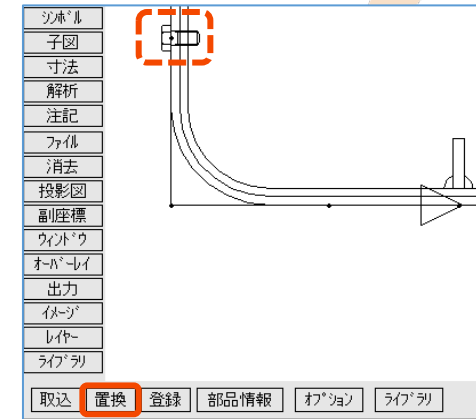 ｼﾝﾎﾞﾙ
子図
寸法
解析
注記
ﾌｧｲﾙ
消去
投影図
副座標
ｳｨﾝﾄﾞｳ
ｵｰﾊﾞｰﾚｲ
出力
ｲﾒｰｼﾞ
ﾚｲﾔｰ
ﾗｲﾌﾞﾗﾘ
取込 置換 登録 部品情報 ｵﾌﾟｼｮﾝ ﾗｲﾌﾞﾗﾘ